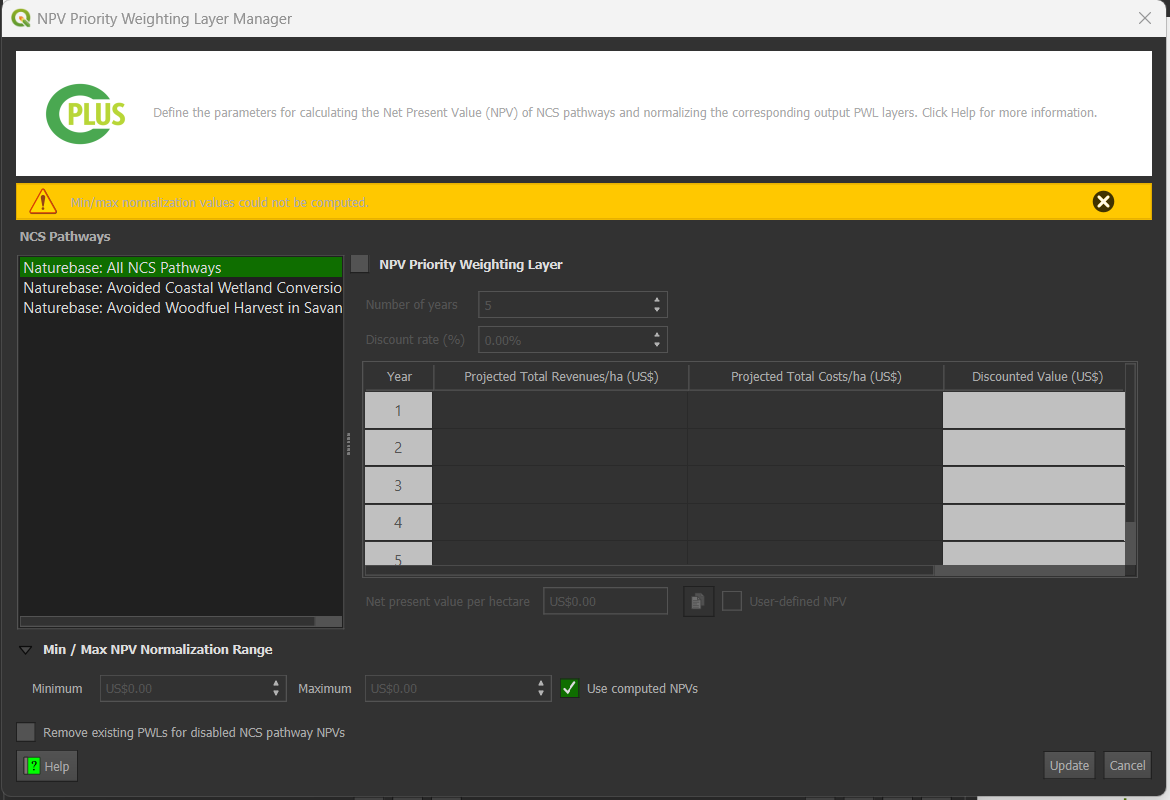 NPV Priority Weighting Layer Manager
CPLUS
Define the parameters for calculating the Net Present Value (NPV) of NCS pathways and normalizing the corresponding output PWL layers. Click Help for more information.
Min/max normalization values could not be computed.
NCS Pathways
Naturebase: All NCS Pathways
Naturebase: Avoided Coastal Wetland Conversio
Naturebase: Avoided Woodfuel Harvest in Savan
NPV Priority Weighting Layer
Number of years 5
Discount rate (%) 0.00%
Year Projected Total Revenues/ha (US$) Projected Total Costs/ha (US$) Discounted Value (US$)
1
2
3
4
5
Net present value per hectare US$0.00 User-defined NPV
Min / Max NPV Normalization Range
Minimum US$0.00 Maximum US$0.00 Use computed NPVs
Remove existing PWLs for disabled NCS pathway NPVs
? Help Update Cancel